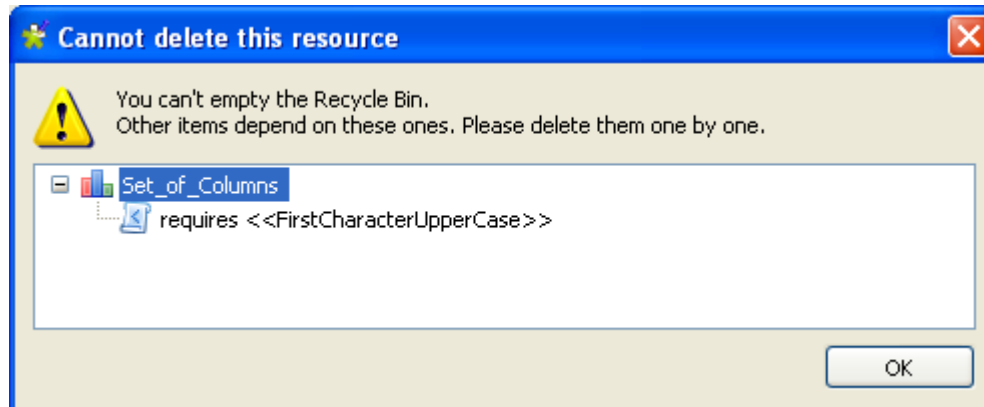 Cannot delete this resource
You can't empty the Recycle Bin.
Other items depend on these ones. Please delete them one by one.
Set_of_Columns
requires <<FirstCharacterUpperCase>>
OK